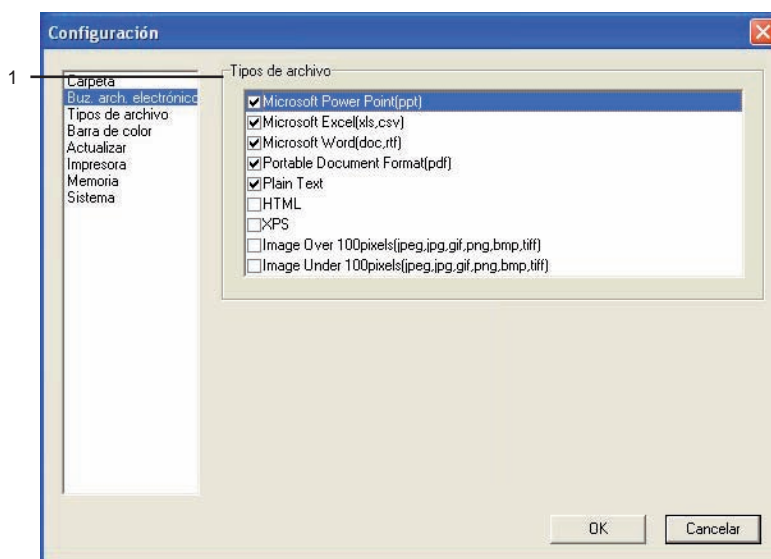 Configuración
1
Carpeta
Buz. arch. electrónico
Tipos de archivo
Barra de color
Actualizar
Impresora
Memoria
Sistema
Tipos de archivo
Microsoft Power Point(ppt)
Microsoft Excel(xls,csv)
Microsoft Word(doc,rtf)
Portable Document Format(pdf)
Plain Text
HTML
XPS
Image Over 100pixels(jpeg,jpg,gif,png,bmp,tiff)
Image Under 100pixels(jpeg,jpg,gif,png,bmp,tiff)
OK
Cancelar